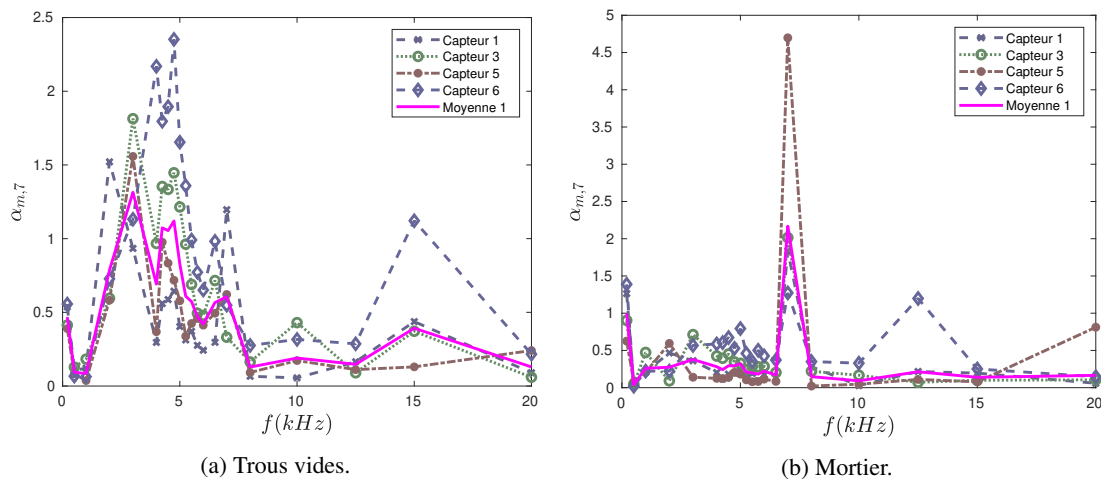 2.5
2
1.5
1
0.5
0
0
5
10
15
20
α_{m,7}
f(kHz)
Capteur 1
Capteur 3
Capteur 5
Capteur 6
Moyenne 1
(a) Trous vides.
5
4.5
4
3.5
3
2.5
2
1.5
1
0.5
0
0
5
10
15
20
α_{m,7}
f(kHz)
Capteur 1
Capteur 3
Capteur 5
Capteur 6
Moyenne 1
(b) Mortier.